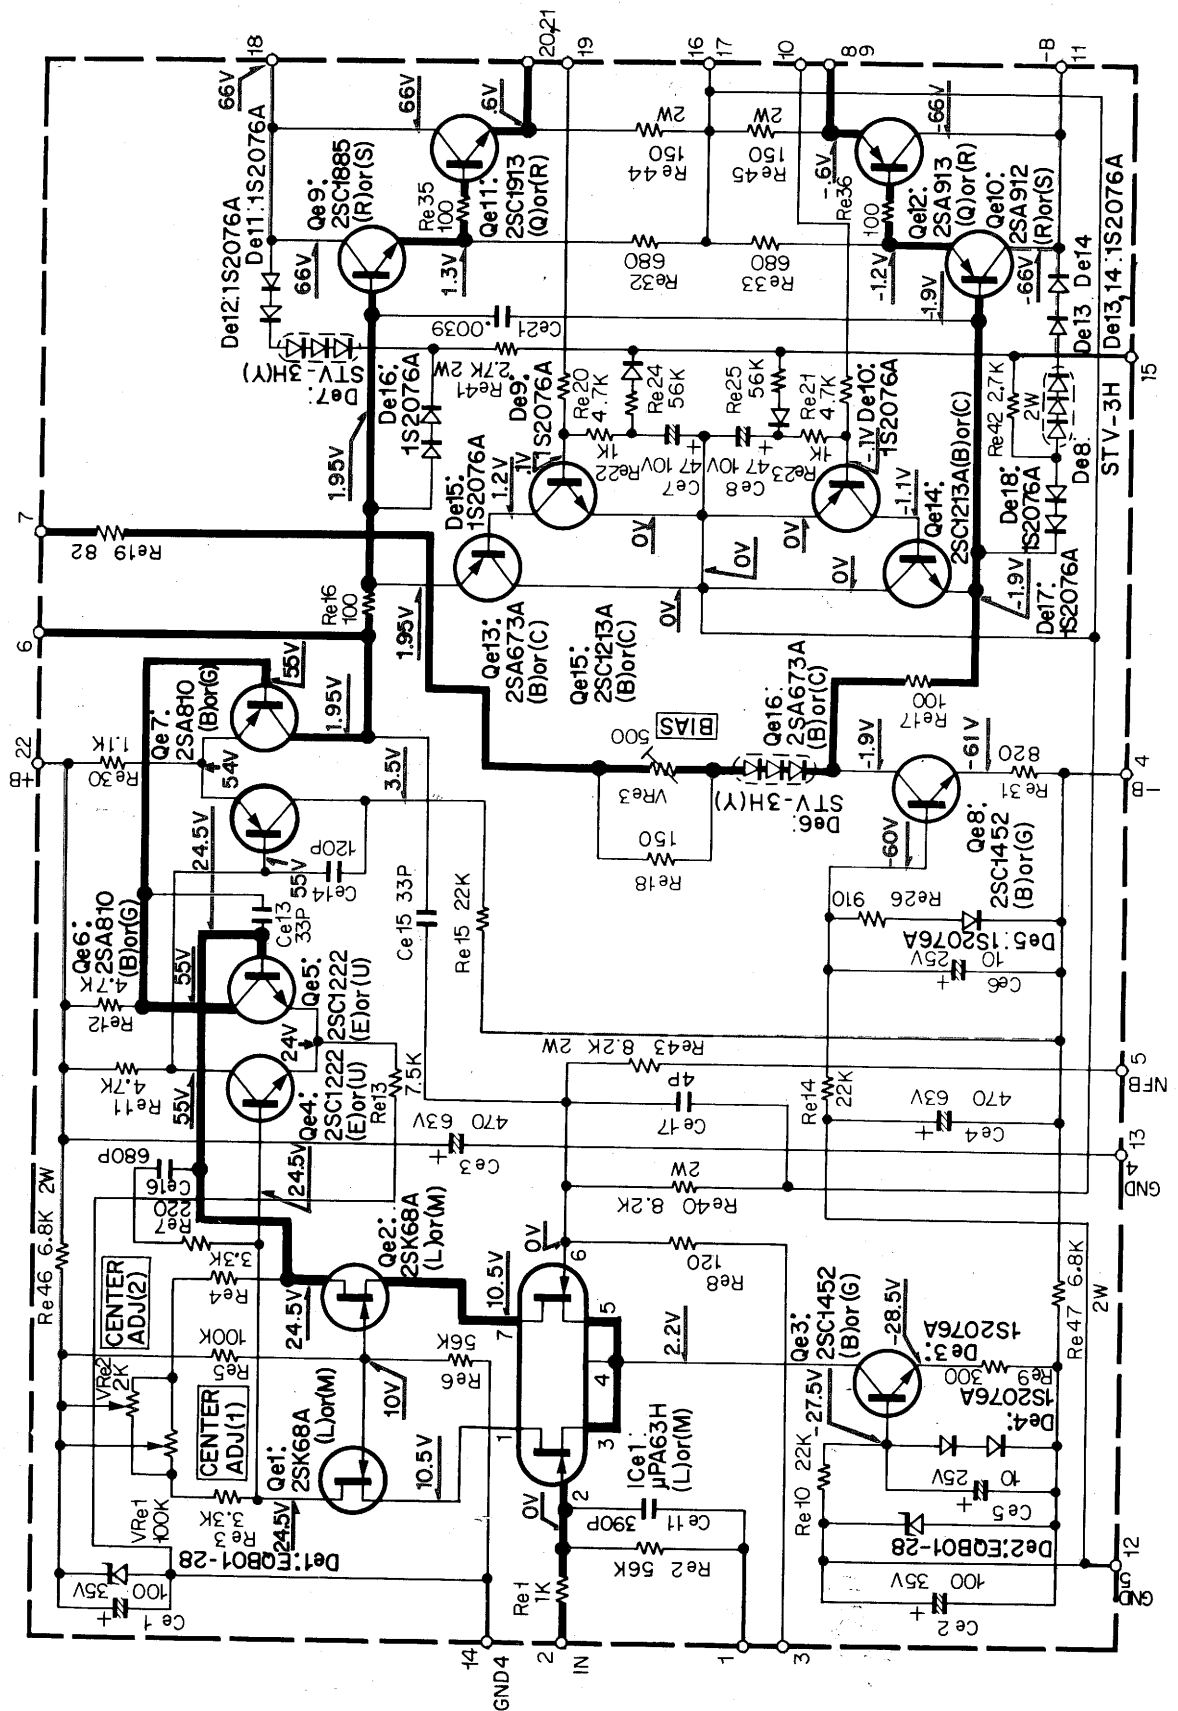 66V
18
De12:1S2076A
De11:1S2076A
66V
66V
.6V
20,21
19
16
17
10
8
9
-B
11
Qe9:
2SC1885
(R)or(S)
Re35
100
Qe11:
2SC1913
(Q)or(R)
1.3V
2W
150
Re44
2W
150
Re45
-.6V
-66V
Re36
100
Qe12:
2SA913
(Q)or(R)
Qe10:
2SA912
(R)or(S)
-1.2V
-1.9V
-66V
680
Re32
680
Re33
De13
De14
De13,14:1S2076A
15
STV-3H(Y)
De7:
De16:
1S2076A
1.95V
.0039
Ce21
2.7K 2W
Re41
De9:
1S2076A
Re20
4.7K
Re24
56K
Re25
56K
Re21
4.7K
De10:
1S2076A
Re22
1K
Ce7
47 10V
Ce8
47 10V
Re23
1K
.1V
-.1V
Re42 2.7K
2W
De8:
STV-3H
De15:
1S2076A
1.2V
0V
0V
0V
0V
0V
-1.1V
Qe14:
2SC1213A(B)or(C)
De18:
1S2076A
De17:
1S2076A
-1.9V
7
82
Re19
6
Re16
100
1.95V
Qe13:
2SA673A
(B)or(C)
Qe15:
2SC1213A
(B)or(C)
Qe16:
2SA673A
(B)or(C)
22
+B
Re30
1.1K
Qe7:
2SA810
(B)or(G)
55V
1.95V
54V
24.5V
3.5V
BIAS
500
VRe3
150
Re18
STV-3H(Y)
De6:
-1.9V
100
Re17
-61V
820
Re31
4
-B
-60V
Qe8:
2SC1452
(B)or(G)
910
Re26
De5:1S2076A
10
25V
Ce6
Qe6:
2SA810
(B)or(G)
4.7K
Re12
55V
55V
Ce13
33P
120P
Ce14
Ce15 33P
Re15 22K
Qe5:
2SC1222
(E)or(U)
Qe4:
2SC1222
(E)or(U)
24V
4.7K
Re11
55V
Re13
7.5K
24.5V
2W 8.2K Re43
4P
Ce17
470
63V
Ce3
2W
8.2K
Re40
Re14
22K
470
63V
Ce4
5
NFB
13
4
GND
Re46 6.8K 2W
680P
Ce16
220
Re7
CENTER
ADJ(2)
3.3K
Re4
100K
Re5
56K
Re6
24.5V
Qe2:
2SK68A
(L)or(M)
10.5V
0V
120
Re8
6
5
7
4
3
1
2
2.2V
VRe2
2K
CENTER
ADJ(1)
VRe1
100K
3.3K
Re3
24.5V
Qe1:
2SK68A
(L)or(M)
10V
10.5V
ICe1:
μPA63H
(L)or(M)
Qe3:
2SC1452
(B)or(G)
-28.5V
-27.5V
De3:
1S2076A
De4:
1S2076A
Re9
300
Re47 6.8K
2W
Re10
22K
10
25V
Ce5
De1:EQB01-28
De2:EQB01-28
0V
390P
Ce11
56K
Re2
Re1
1K
100
35V
Ce1
100
35V
Ce2
12
5
GND
14
GND4
2
IN
1
3